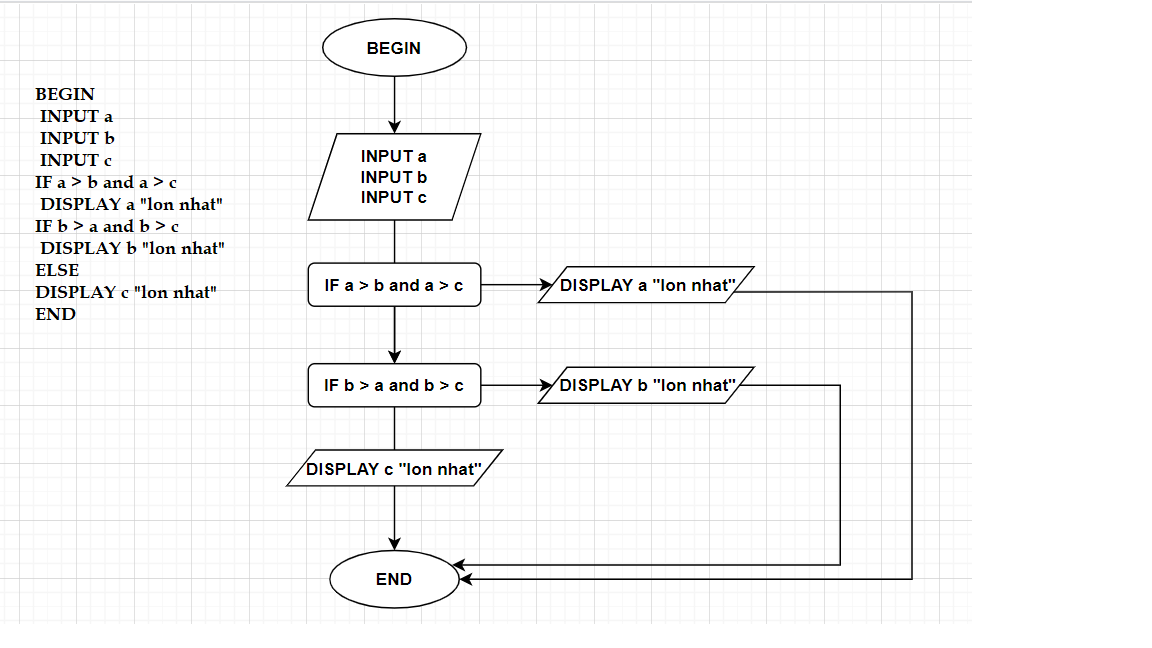 BEGIN
INPUT a
INPUT b
INPUT c
IF a > b and a > c
DISPLAY a "lon nhat"
IF b > a and b > c
DISPLAY b "lon nhat"
ELSE
DISPLAY c "lon nhat"
END
BEGIN
INPUT a
INPUT b
INPUT c
IF a > b and a > c
DISPLAY a "lon nhat"
IF b > a and b > c
DISPLAY b "lon nhat"
DISPLAY c "lon nhat"
END